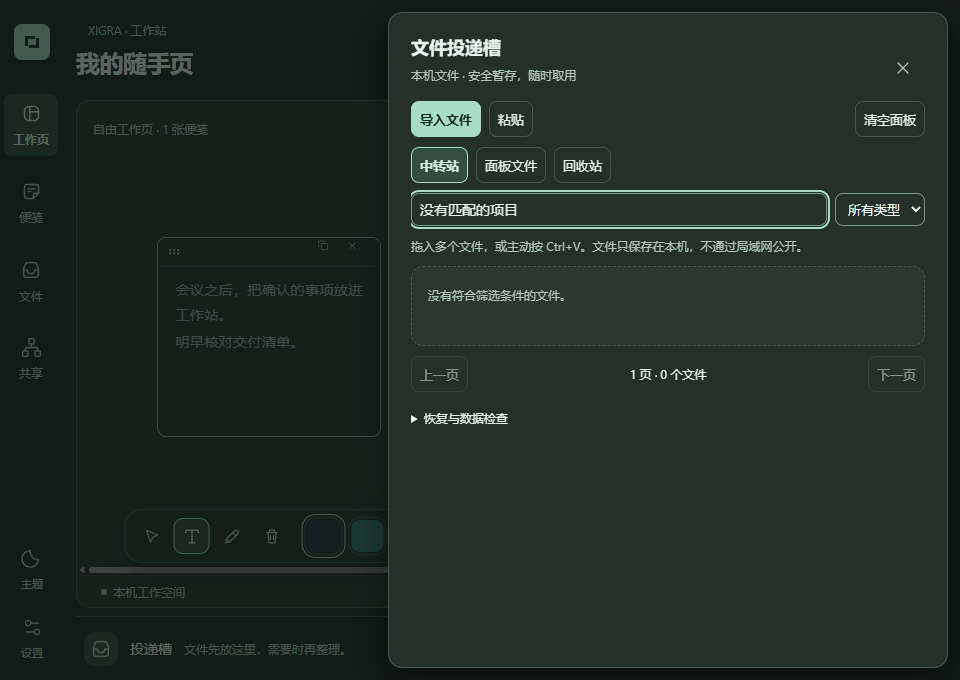 XIGRA · 工作站
我的随手页
工作页
便笺
文件
共享
主题
设置
自由工作页 · 1 张便笺
会议之后，把确认的事项放进
工作站。
明早核对交付清单。
本机工作空间
投递槽 文件先放这里，需要时再整理。
文件投递槽
本机文件 · 安全暂存，随时取用
导入文件 粘贴 清空面板
中转站 面板文件 回收站
没有匹配的项目 所有类型
拖入多个文件，或主动按 Ctrl+V。文件只保存在本机，不通过局域网公开。
没有符合筛选条件的文件。
上一页 1 页 · 0 个文件 下一页
恢复与数据检查